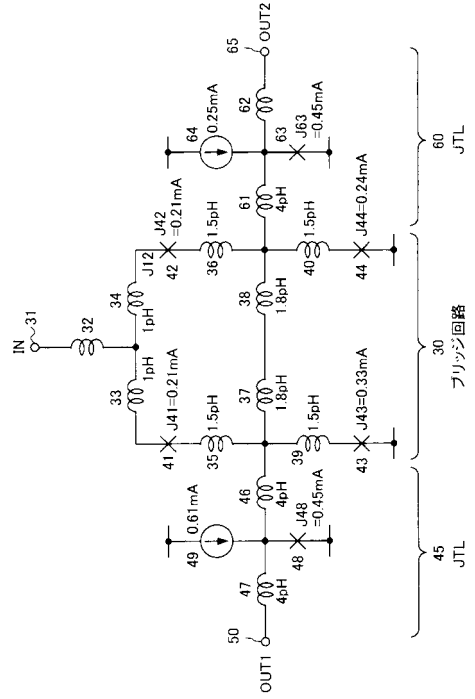 IN
31
32
33
34
1pH
1pH
J12
J41=0.21mA
41
J42
=0.21mA
42
35
1.5pH
36
1.5pH
49
0.61mA
64
0.25mA
OUT1
50
47
4pH
46
4pH
37
1.8pH
38
1.8pH
61
4pH
62
65
OUT2
48
J48
=0.45mA
39
1.5pH
40
1.5pH
63
J63
=0.45mA
43
J43=0.33mA
44
J44=0.24mA
45
JTL
30
ブリッジ回路
60
JTL